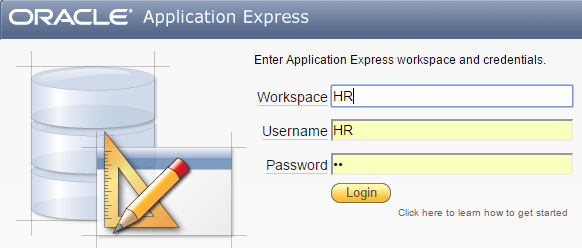 ORACLE® Application Express
Enter Application Express workspace and credentials.
Workspace HR
Username HR
Password ••
Login
Click here to learn how to get started